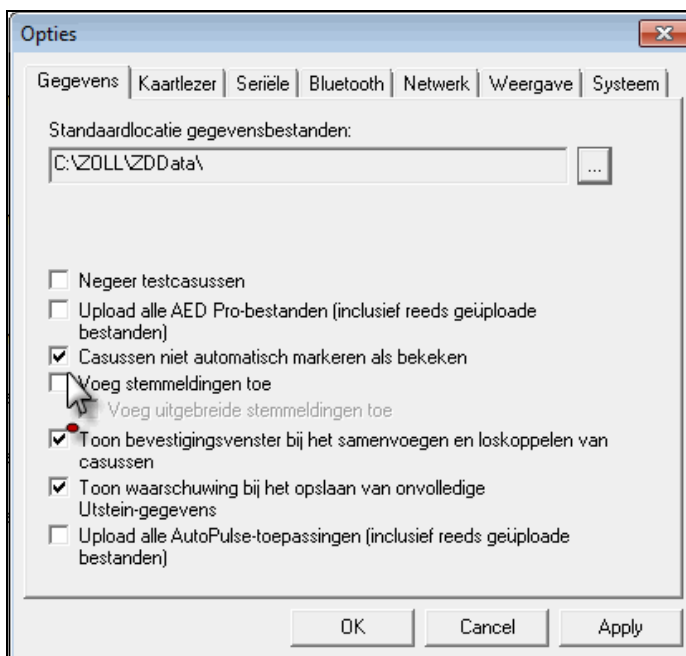 Opties
Gegevens Kaartlezer Seriële Bluetooth Netwerk Weergave Systeem
Standaardlocatie gegevensbestanden:
C:\ZOLL\ZDData\ ...
Negeer testcasussen
Upload alle AED Pro-bestanden (inclusief reeds geüploade
bestanden)
Casussen niet automatisch markeren als bekeken
Voeg stemmeldingen toe
Voeg uitgebreide stemmeldingen toe
Toon bevestigingsvenster bij het samenvoegen en loskoppelen van
casussen
Toon waarschuwing bij het opslaan van onvolledige
Utstein-gegevens
Upload alle AutoPulse-toepassingen (inclusief reeds geüploade
bestanden)
OK Cancel Apply